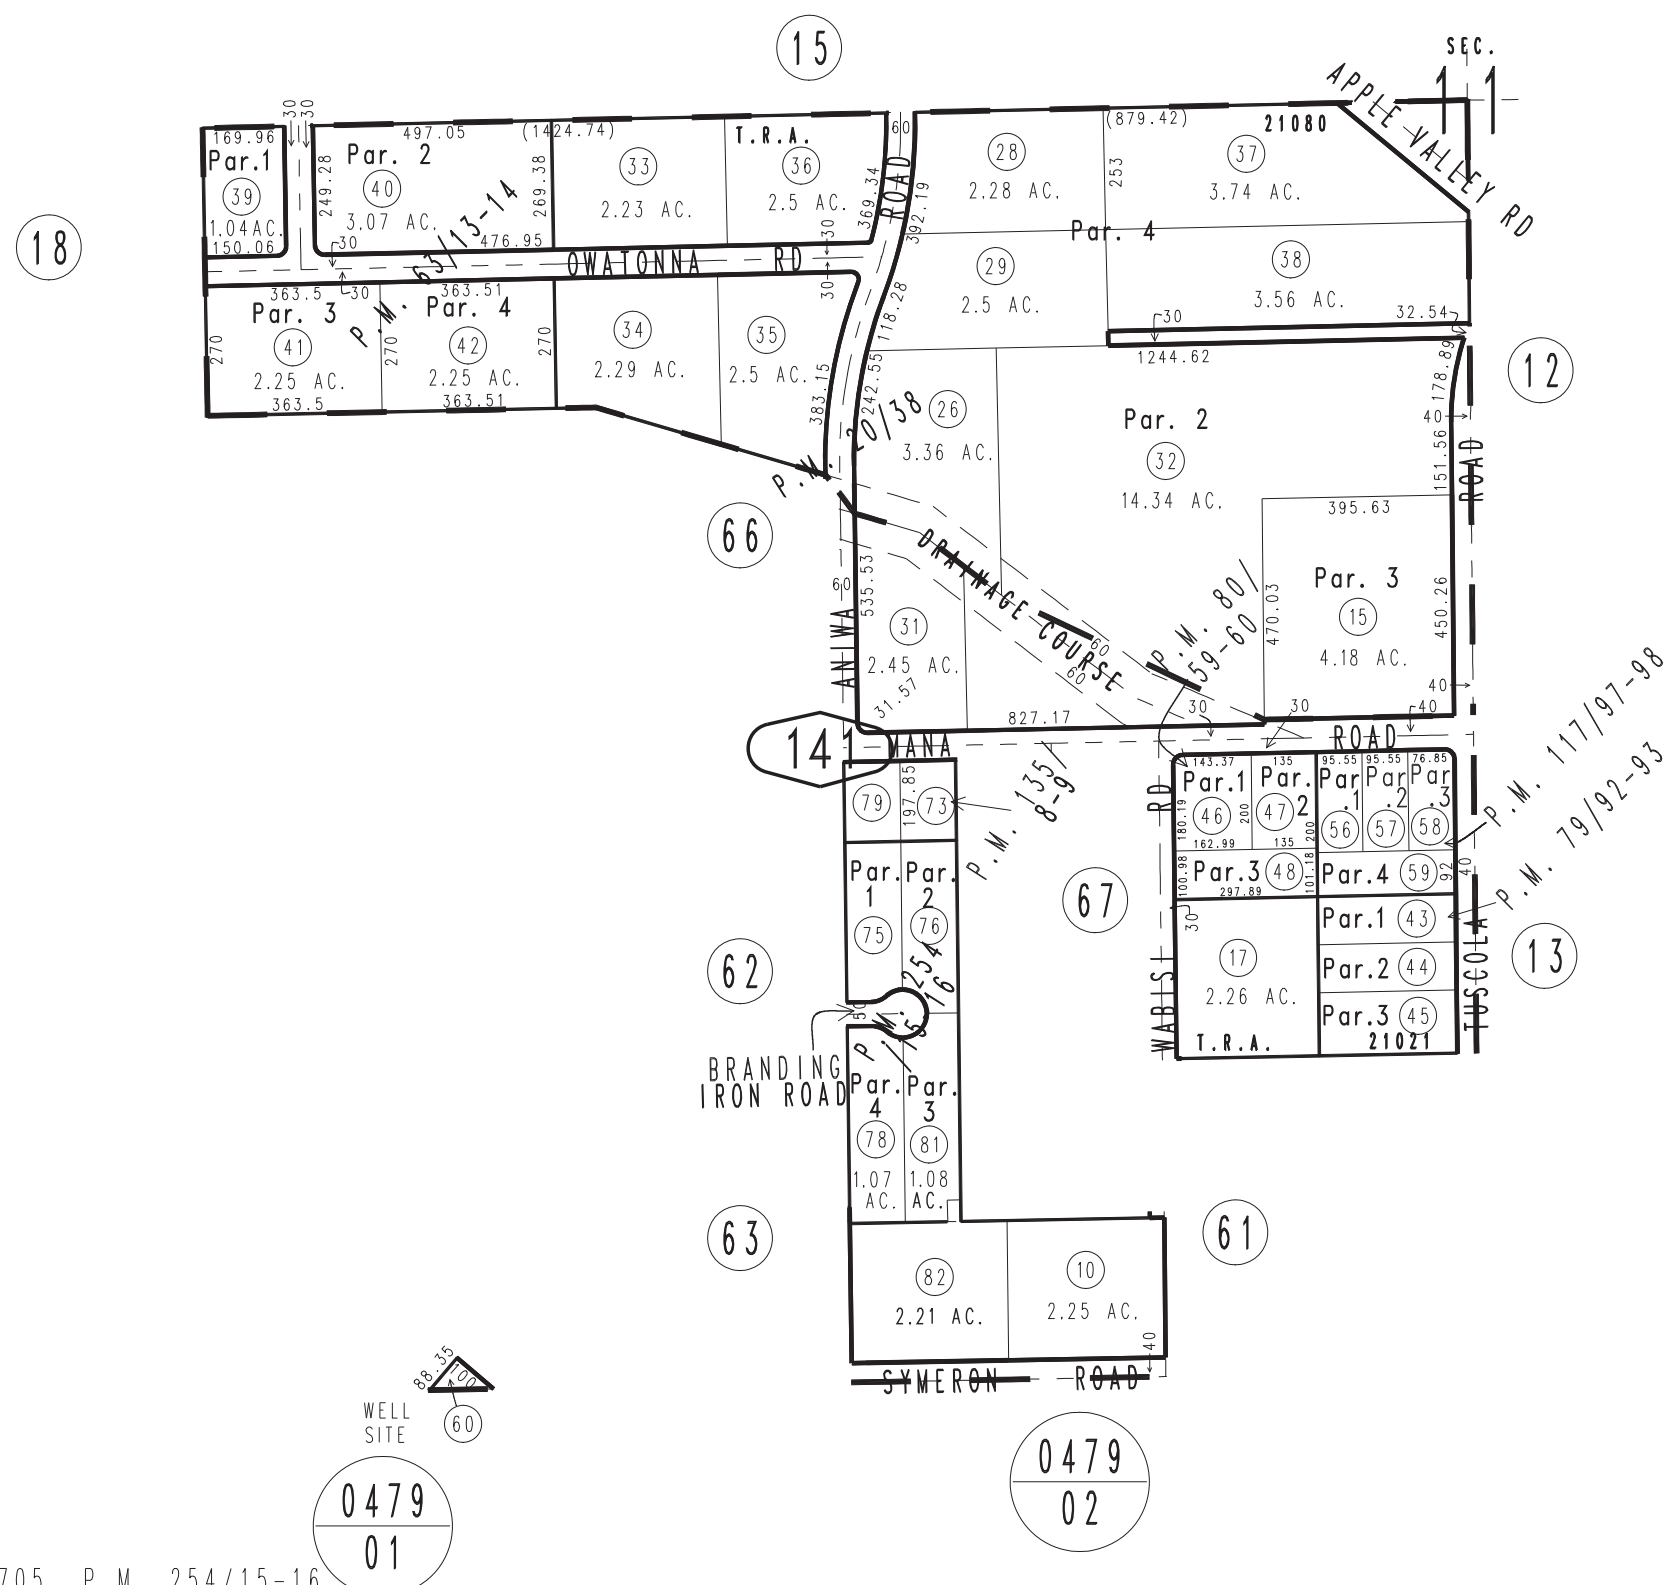 15
SEC.
11
APPLE VALLEY RD
30
30
169.96
497.05
(1424.74)
T.R.A.
60
(879.42)
21080
Par.1
39
1.04AC.
150.06
249.28
Par. 2
40
3.07 AC.
269.38
476.95
33
2.23 AC.
36
2.5 AC.
369.34
ROAD
392.19
28
2.28 AC.
253
37
3.74 AC.
Par. 4
18
30
30
OWATONNA RD
30
30
29
2.5 AC.
38
3.56 AC.
P.M. 63/13-14
363.5
30
363.51
118.28
30
32.54
Par. 3
41
2.25 AC.
270
270
363.5
Par. 4
42
2.25 AC.
270
363.51
34
2.29 AC.
35
2.5 AC.
383.15
242.55
1244.62
178.89
12
26
3.36 AC.
Par. 2
32
14.34 AC.
40
151.56
ROAD
P.M. 20/38
395.63
66
DRAINAGE COURSE
60
60
60
535.53
ANIWA
31
2.45 AC.
31.57
P.M. 80/
59-60
470.03
Par. 3
15
4.18 AC.
450.26
40
827.17
30
30
40
141
MANA
ROAD
P.M. 117/97-98
P.M. 79/92-93
P.M. 135/
8-9
79
197.85
73
143.37
135
95.55
95.55
76.85
Par.1
46
180.19
200
162.99
Par.
2
47
200
135
Par
.1
56
Par
.2
57
Par
.3
58
RD
100.98
Par.3
48
101.18
297.89
Par.4
59
92
40
Par.
1
75
Par.
2
76
67
30
17
2.26 AC.
T.R.A.
Par.1
43
Par.2
44
Par.3
45
21021
WABISI
TUSCOLA
13
62
P.M. 254
/15-16
50
BRANDING
IRON ROAD
Par.
4
78
1.07
AC.
Par.
3
81
1.08
AC.
63
61
82
2.21 AC.
10
2.25 AC.
40
SYMERON ROAD
88.35
100
WELL
SITE
60
0479
02
0479
01
705 P.M. 254/15-16